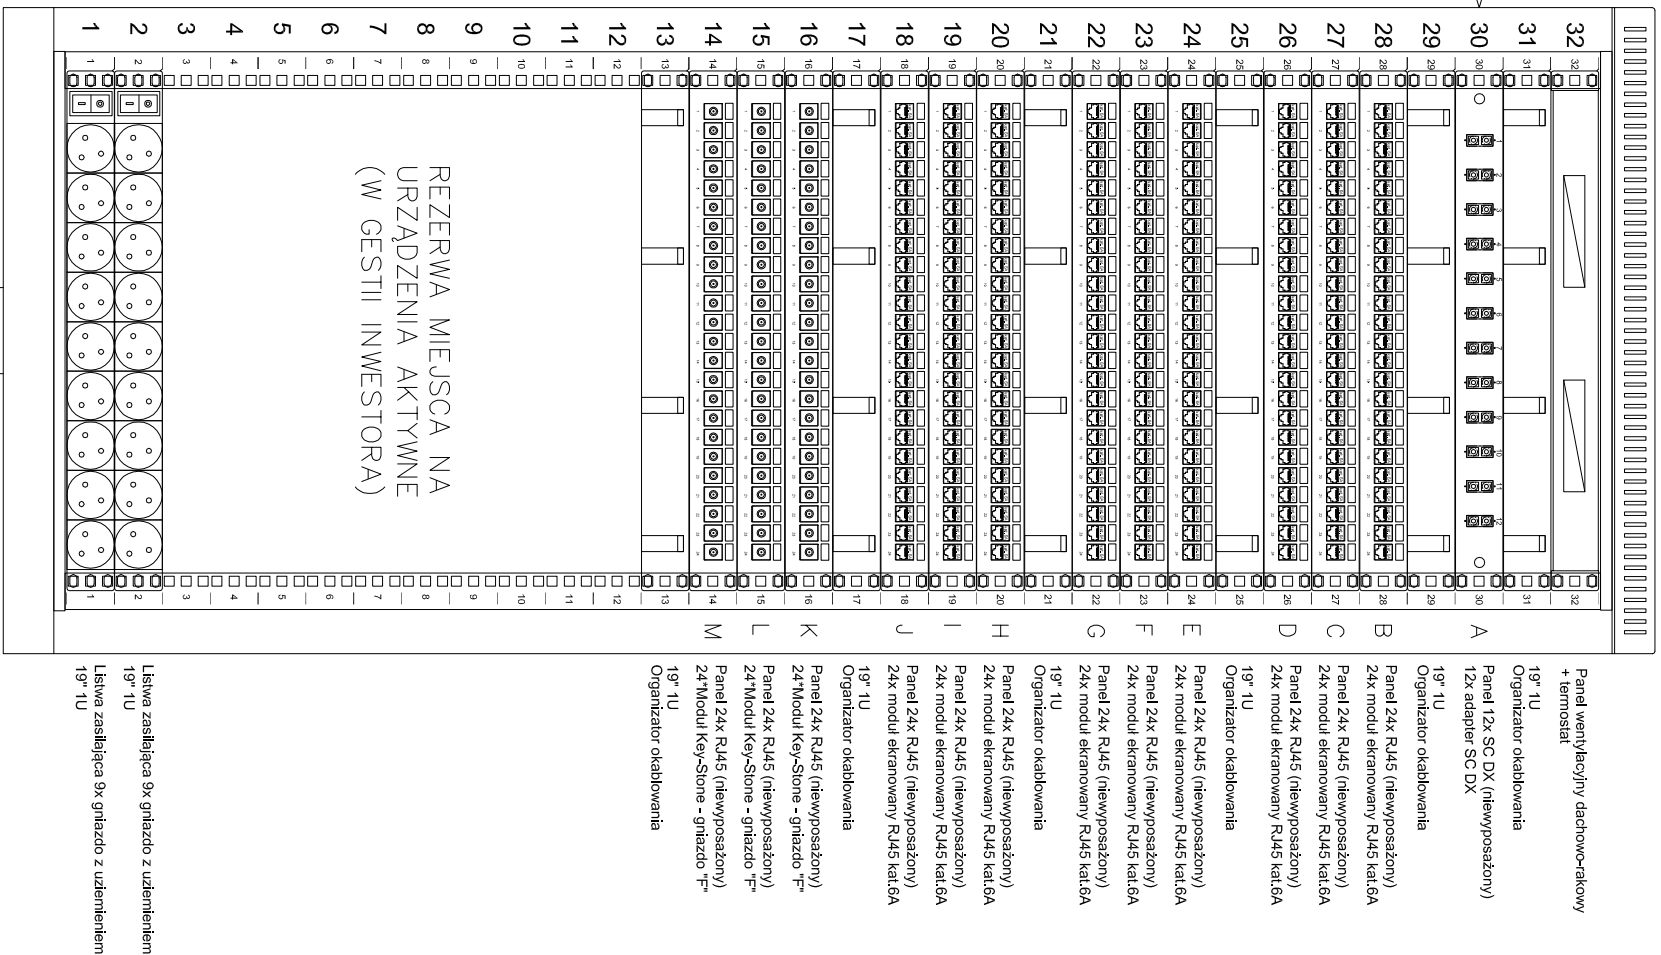 32
31
30
29
28
27
26
25
24
23
22
21
20
19
18
17
16
15
14
13
12
11
10
9
8
7
6
5
4
3
2
1
REZERWA MIEJSCA NA
URZĄDZENIA AKTYWNE
(W GESTII INWESTORA)
A
B
C
D
E
F
G
H
I
J
K
L
M
Panel wentylacyjny dachowo-rakowy
+ termostat
19" 1U
Organizator okablowania
Panel 12x SC DX (niewyposażony)
12x adapter SC DX
19" 1U
Organizator okablowania
Panel 24x RJ45 (niewyposażony)
24x moduł ekranowany RJ45 kat.6A
Panel 24x RJ45 (niewyposażony)
24x moduł ekranowany RJ45 kat.6A
Panel 24x RJ45 (niewyposażony)
24x moduł ekranowany RJ45 kat.6A
19" 1U
Organizator okablowania
Panel 24x RJ45 (niewyposażony)
24x moduł ekranowany RJ45 kat.6A
Panel 24x RJ45 (niewyposażony)
24x moduł ekranowany RJ45 kat.6A
Panel 24x RJ45 (niewyposażony)
24x moduł ekranowany RJ45 kat.6A
19" 1U
Organizator okablowania
Panel 24x RJ45 (niewyposażony)
24x moduł ekranowany RJ45 kat.6A
Panel 24x RJ45 (niewyposażony)
24x moduł ekranowany RJ45 kat.6A
Panel 24x RJ45 (niewyposażony)
24x moduł ekranowany RJ45 kat.6A
19" 1U
Organizator okablowania
Panel 24x RJ45 (niewyposażony)
24*Moduł Key-Stone - gniazdo "F"
Panel 24x RJ45 (niewyposażony)
24*Moduł Key-Stone - gniazdo "F"
Panel 24x RJ45 (niewyposażony)
24*Moduł Key-Stone - gniazdo "F"
19" 1U
Organizator okablowania
Listwa zasilająca 9x gniazdo z uziemieniem
19" 1U
Listwa zasilająca 9x gniazdo z uziemieniem
19" 1U